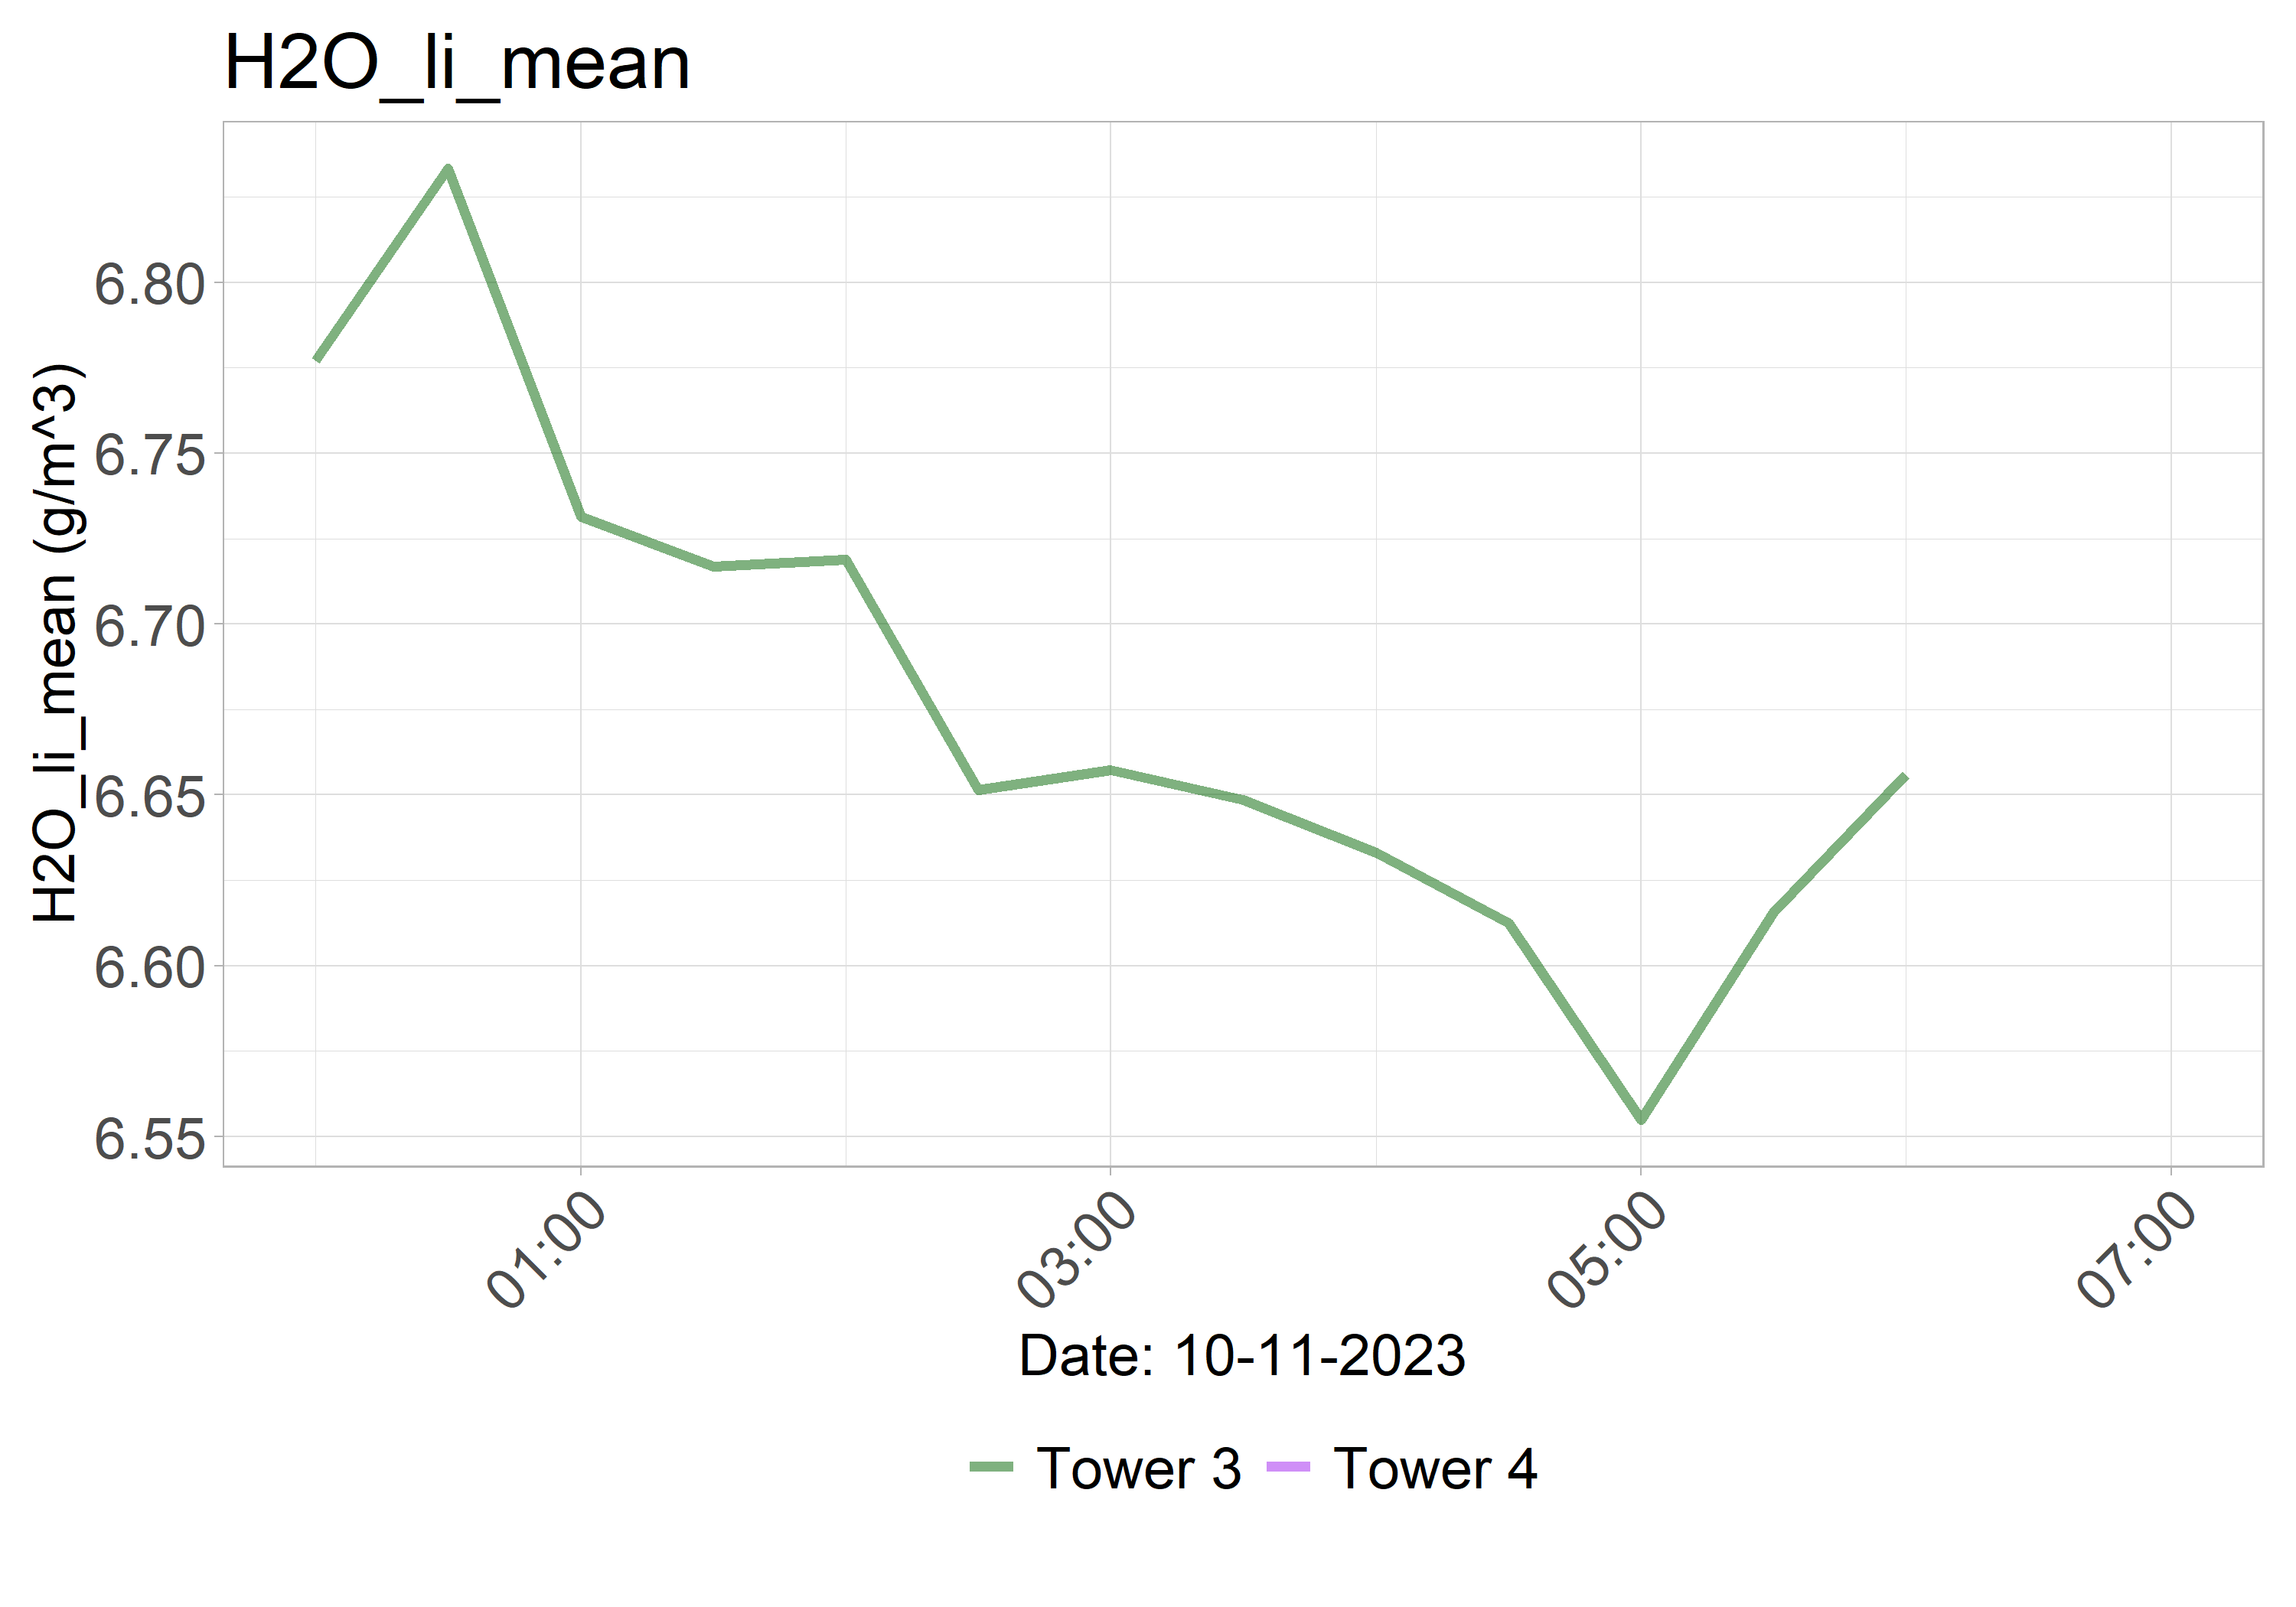 H2O_li_mean
H2O_li_mean (g/m^3)
6.80
6.75
6.70
6.65
6.60
6.55
01:00
03:00
05:00
07:00
Date: 10-11-2023
Tower 3
Tower 4